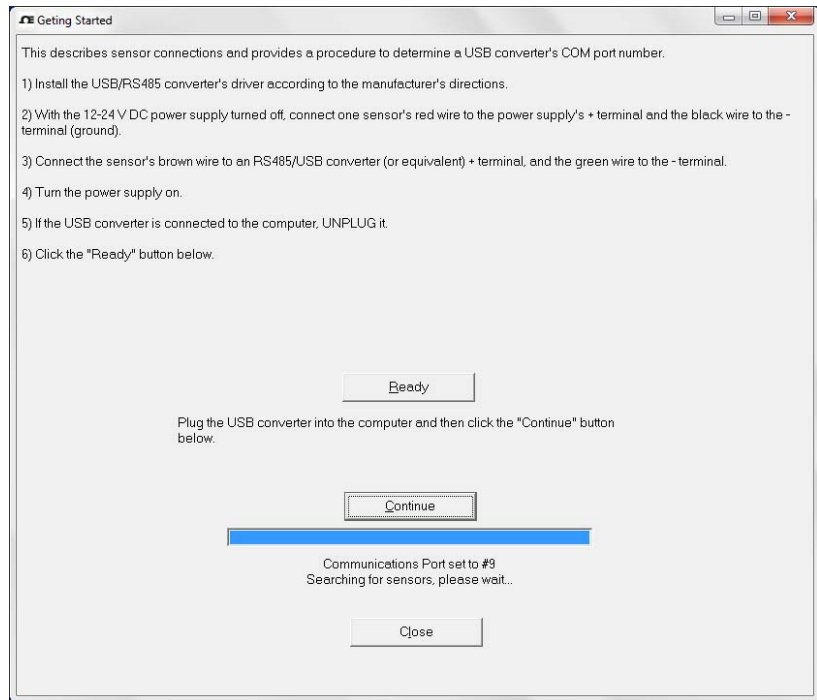 Geting Started
This describes sensor connections and provides a procedure to determine a USB converter's COM port number.
1) Install the USB/RS485 converter's driver according to the manufacturer's directions.
2) With the 12-24 V DC power supply turned off, connect one sensor's red wire to the power supply's + terminal and the black wire to the -
terminal (ground).
3) Connect the sensor's brown wire to an RS485/USB converter (or equivalent) + terminal, and the green wire to the - terminal.
4) Turn the power supply on.
5) If the USB converter is connected to the computer, UNPLUG it.
6) Click the "Ready" button below.
Ready
Plug the USB converter into the computer and then click the "Continue" button
below.
Continue
Communications Port set to #9
Searching for sensors, please wait...
Close